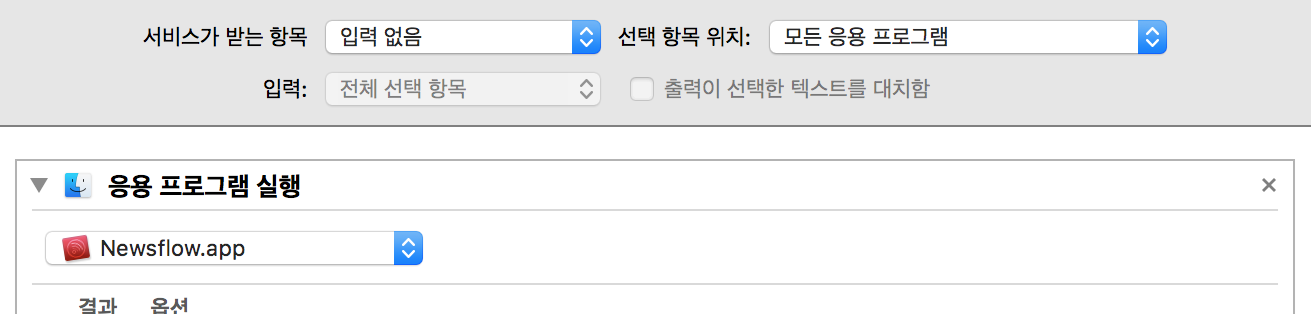 서비스가 받는 항목 입력 없음 선택 항목 위치: 모든 응용 프로그램
입력: 전체 선택 항목 출력이 선택한 텍스트를 대치함
응용 프로그램 실행
Newsflow.app
결과 옵션